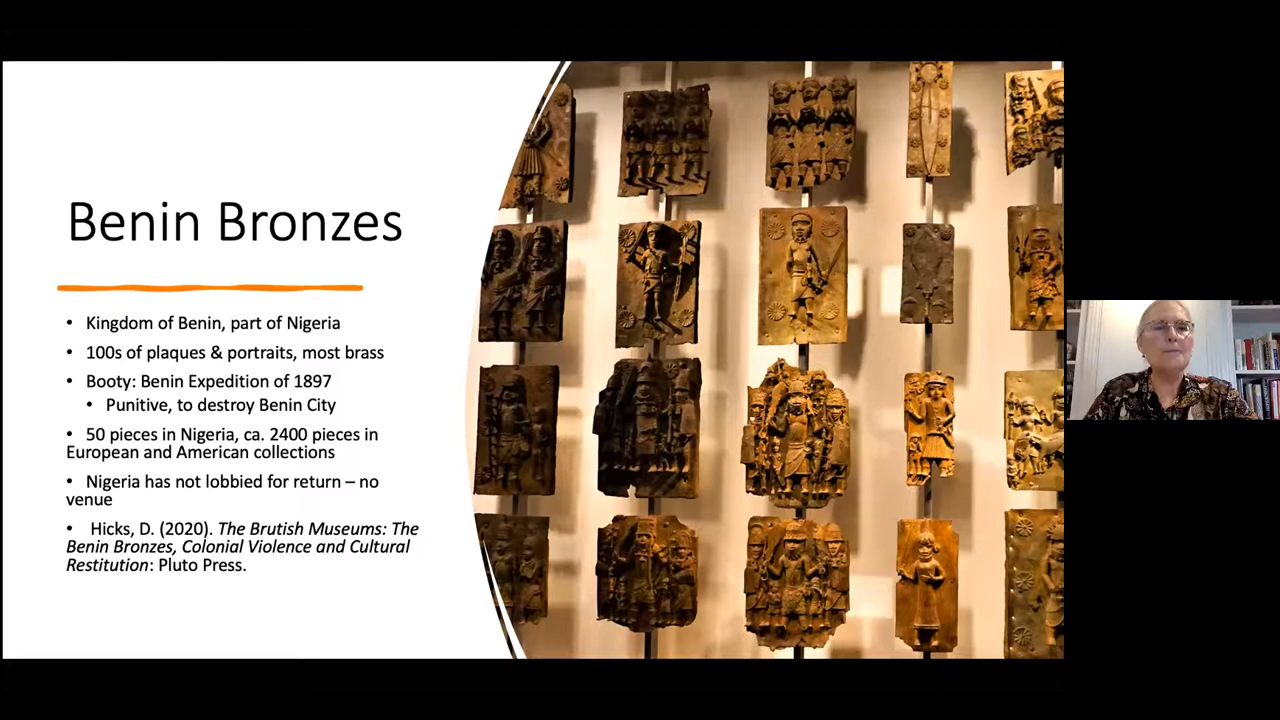 Benin Bronzes
• Kingdom of Benin, part of Nigeria
• 100s of plaques & portraits, most brass
• Booty: Benin Expedition of 1897
• Punitive, to destroy Benin City
• 50 pieces in Nigeria, ca. 2400 pieces in
European and American collections
• Nigeria has not lobbied for return – no
venue
• Hicks, D. (2020). The Brutish Museums: The
Benin Bronzes, Colonial Violence and Cultural
Restitution: Pluto Press.